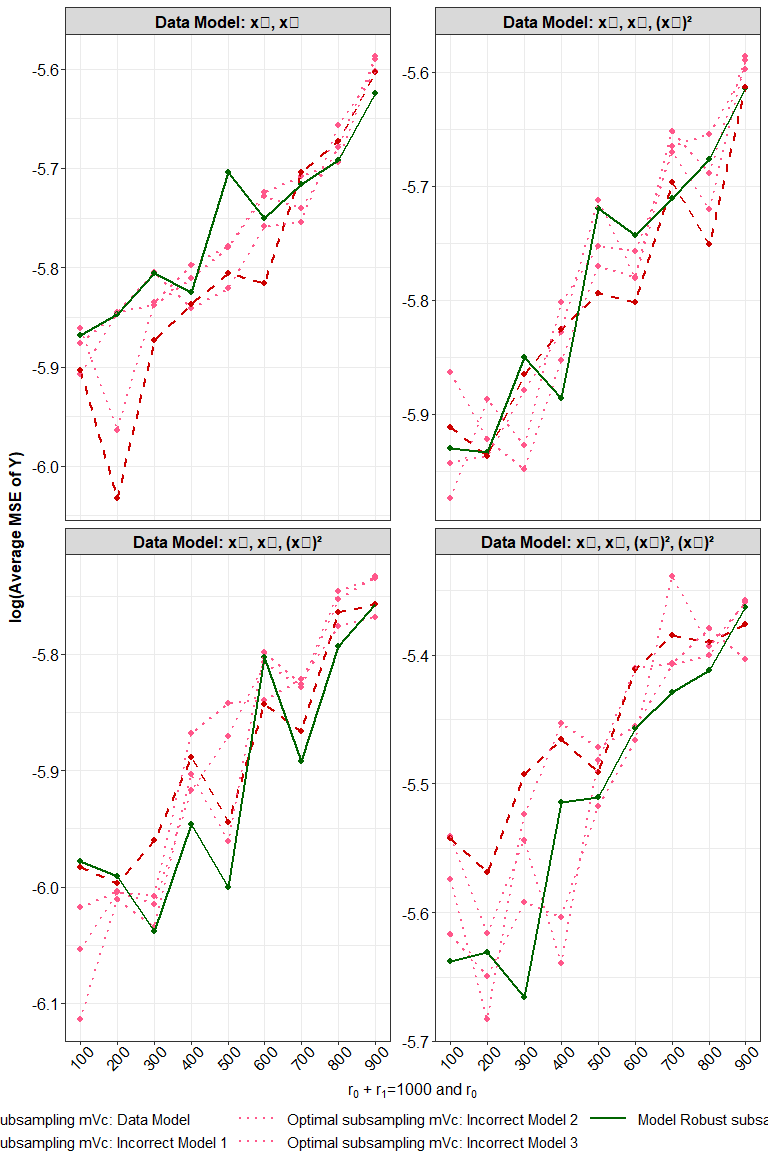 Data Model: x▯, x▯
Data Model: x▯, x▯, (x▯)²
-5.6
-5.7
-5.8
-5.9
-6.0
-5.6
-5.7
-5.8
-5.9
log(Average MSE of Y)
Data Model: x▯, x▯, (x▯)²
Data Model: x▯, x▯, (x▯)², (x▯)²
-5.8
-5.9
-6.0
-6.1
-5.4
-5.5
-5.6
-5.7
100 200 300 400 500 600 700 800 900
100 200 300 400 500 600 700 800 900
r₀ + r₁=1000 and r₀
ubsampling mVc: Data Model
Optimal subsampling mVc: Incorrect Model 2
Model Robust subsa
ubsampling mVc: Incorrect Model 1
Optimal subsampling mVc: Incorrect Model 3